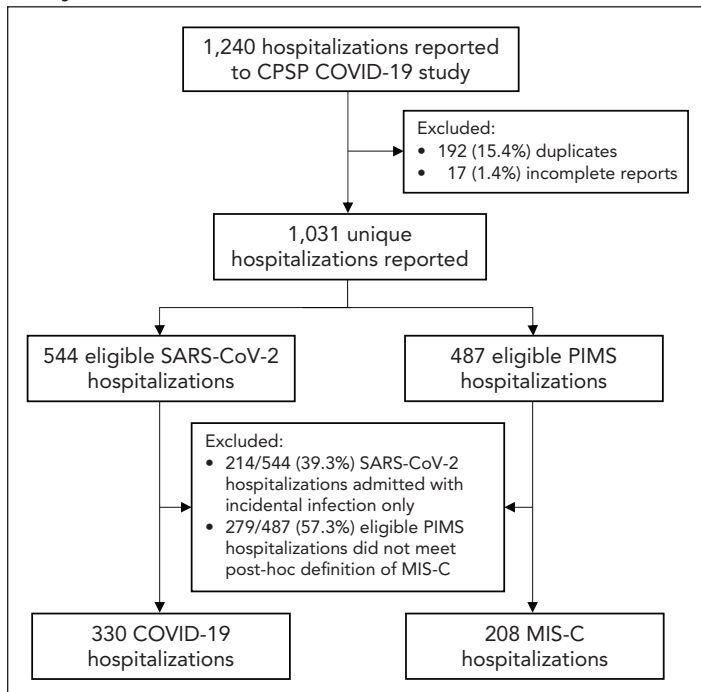 1,240 hospitalizations reported
to CPSP COVID-19 study
Excluded:
• 192 (15.4%) duplicates
• 17 (1.4%) incomplete reports
1,031 unique
hospitalizations reported
544 eligible SARS-CoV-2
hospitalizations
487 eligible PIMS
hospitalizations
Excluded:
• 214/544 (39.3%) SARS-CoV-2
hospitalizations admitted with
incidental infection only
• 279/487 (57.3%) eligible PIMS
hospitalizations did not meet
post-hoc definition of MIS-C
330 COVID-19
hospitalizations
208 MIS-C
hospitalizations